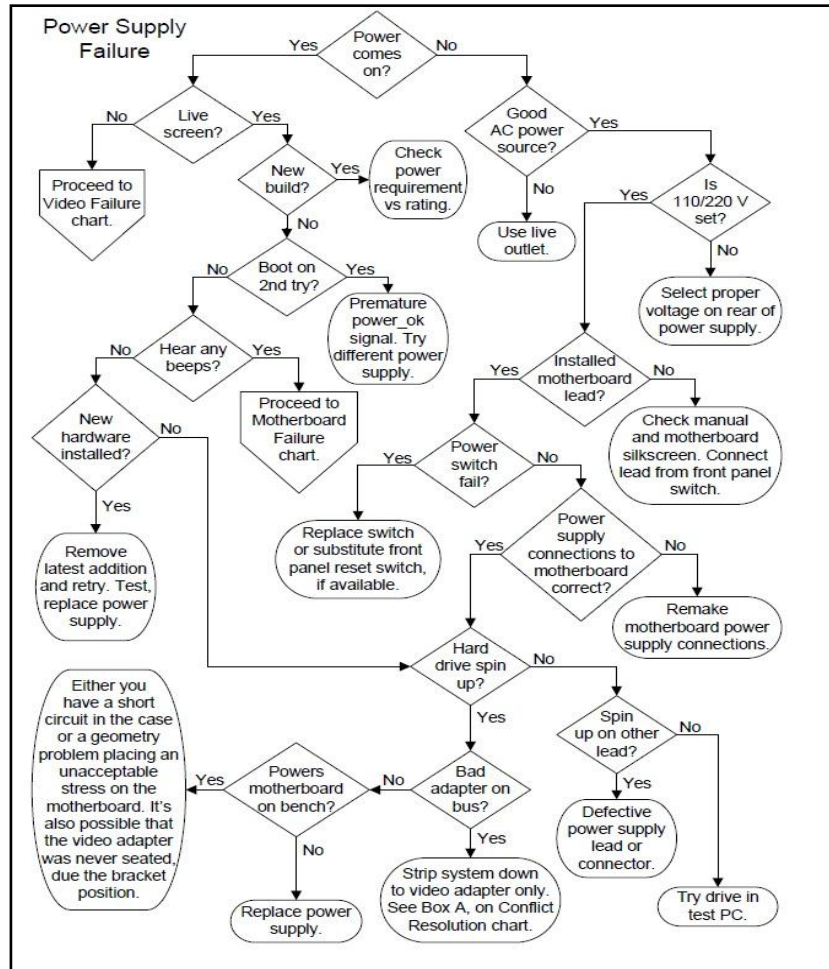 Power Supply
Failure
Power
comes
on?
Yes
No
Live
screen?
No
Yes
Proceed to
Video Failure
chart.
New
build?
Yes
No
Check
power
requirement
vs rating.
Boot on
2nd try?
No
Yes
Premature
power_ok
signal. Try
different power
supply.
Hear any
beeps?
No
Yes
Proceed to
Motherboard
Failure
chart.
New
hardware
installed?
No
Yes
Remove
latest addition
and retry. Test,
replace power
supply.
Good
AC power
source?
Yes
No
Use live
outlet.
Is
110/220 V
set?
Yes
No
Select proper
voltage on rear of
power supply.
Installed
motherboard
lead?
Yes
No
Check manual
and motherboard
silkscreen. Connect
lead from front panel
switch.
Power
switch
fail?
Yes
No
Replace switch
or substitute front
panel reset switch,
if available.
Power
supply
connections to
motherboard
correct?
Yes
No
Remake
motherboard power
supply connections.
Hard
drive spin
up?
No
Yes
Spin
up on other
lead?
No
Yes
Defective
power supply
lead or
connector.
Try drive in
test PC.
Bad
adapter on
bus?
No
Yes
Strip system down
to video adapter only.
See Box A, on Conflict
Resolution chart.
Powers
motherboard
on bench?
Yes
No
Replace power
supply.
Either you
have a short
circuit in the case
or a geometry
problem placing an
unacceptable
stress on the
motherboard. It's
also possible that
the video adapter
was never seated,
due the bracket
position.